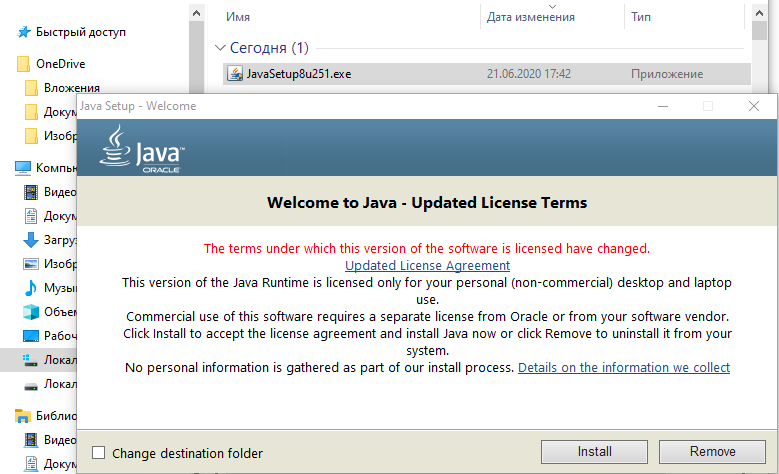 Имя
Дата изменения
Тип
Быстрый доступ
Сегодня (1)
OneDrive
JavaSetup8u251.exe
21.06.2020 17:42
Приложение
Вложения
Докум
Изобр
Компьк
Видео
Докум
Загру
Изобр
Музы
Объем
Рабоч
Локал
Локал
Библио
Видео
Докум
Java Setup - Welcome
Java™
ORACLE
Welcome to Java - Updated License Terms
The terms under which this version of the software is licensed have changed.
Updated License Agreement
This version of the Java Runtime is licensed only for your personal (non-commercial) desktop and laptop
use.
Commercial use of this software requires a separate license from Oracle or from your software vendor.
Click Install to accept the license agreement and install Java now or click Remove to uninstall it from your
system.
No personal information is gathered as part of our install process. Details on the information we collect
Change destination folder
Install
Remove